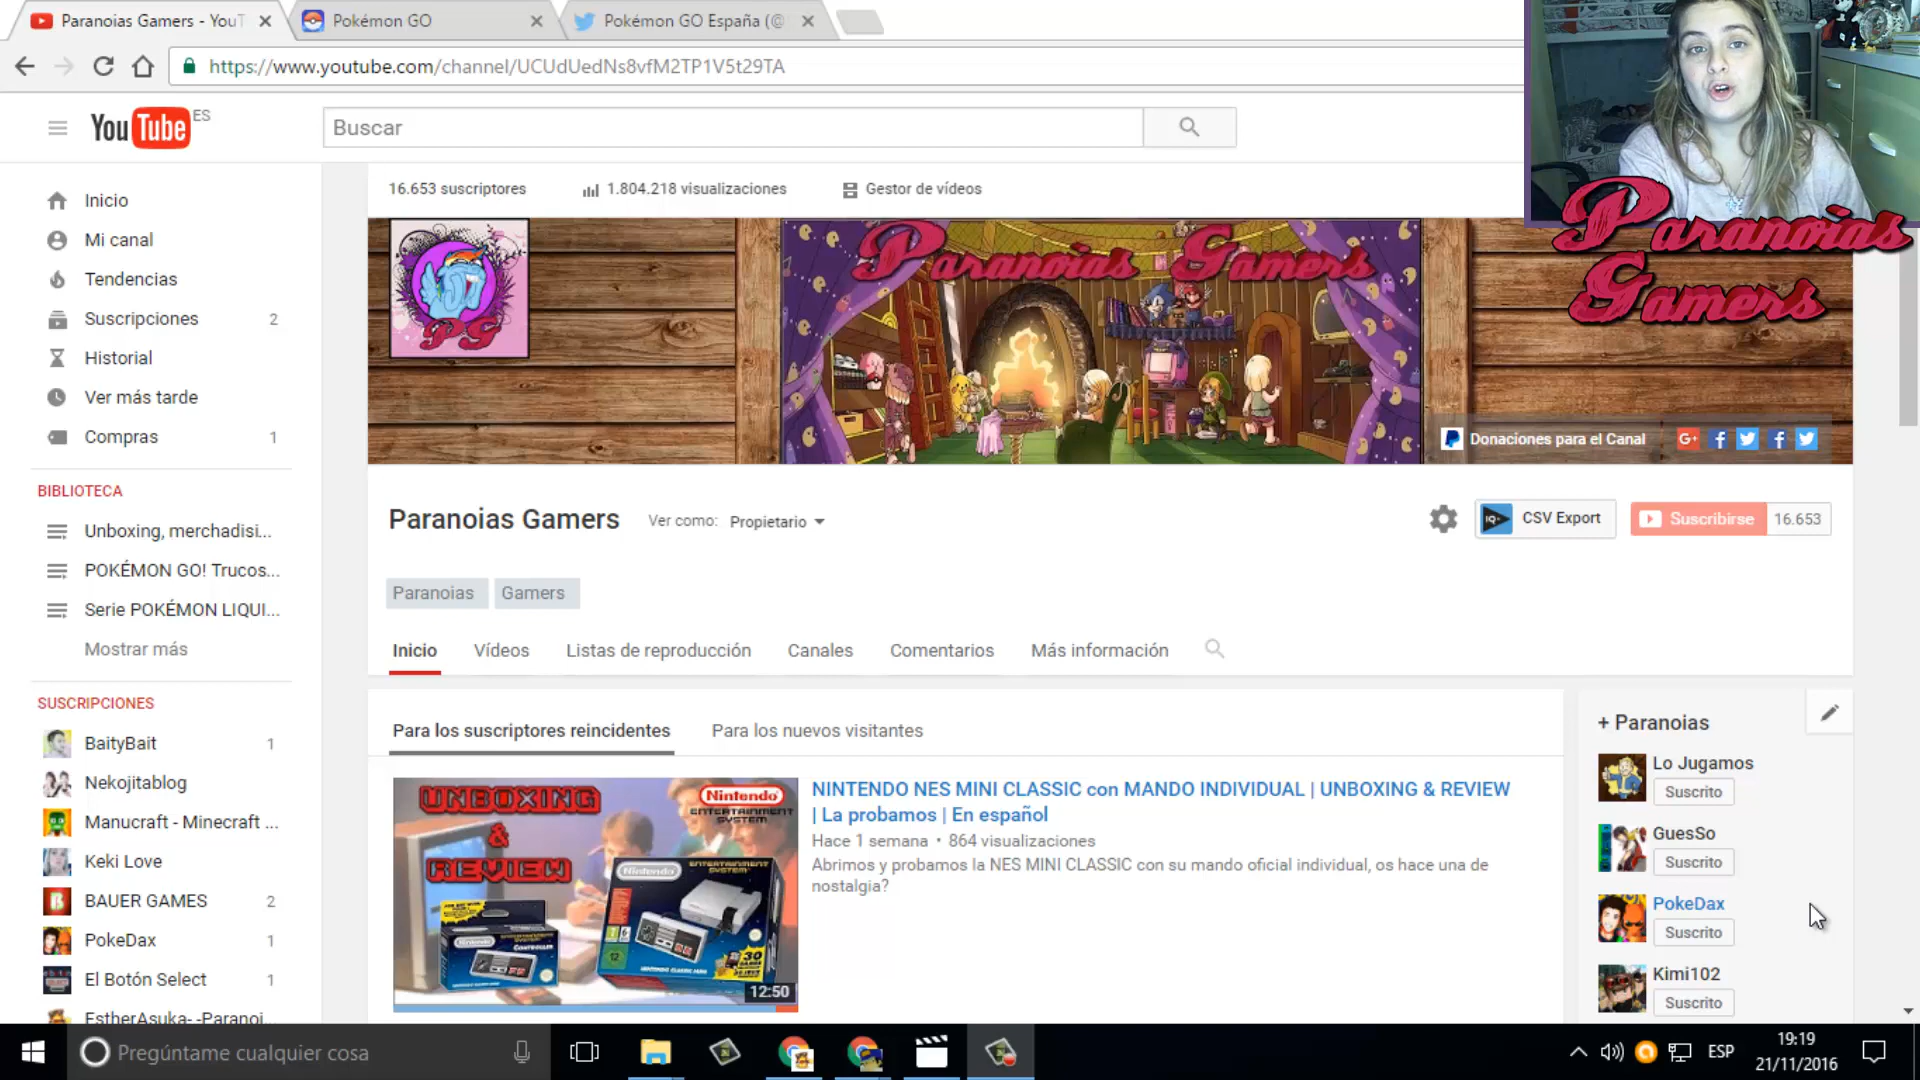 Paranoias Gamers - YouT
Pokémon GO
Pokémon GO España (@
https://www.youtube.com/channel/UCUdUedNs8vfM2TP1V5t29TA
YouTube ES
Buscar
16.653 suscriptores
1.804.218 visualizaciones
Gestor de vídeos
Inicio
Mi canal
Tendencias
Suscripciones 2
Historial
Ver más tarde
Compras 1
BIBLIOTECA
Unboxing, merchadisi...
POKÉMON GO! Trucos...
Serie POKÉMON LIQUI...
Mostrar más
SUSCRIPCIONES
BaityBait 1
Nekojitablog
Manucraft - Minecraft ...
Keki Love
BAUER GAMES 2
PokeDax 1
El Botón Select 1
EstherAsuka- -Paranoi...
PG
Paranoias Gamers
Paranoias
Gamers
Donaciones para el Canal
Paranoias Gamers
Ver como: Propietario
CSV Export
Suscribirse 16.653
Paranoias Gamers
Inicio Vídeos Listas de reproducción Canales Comentarios Más información
Para los suscriptores reincidentes
Para los nuevos visitantes
UNBOXING
&
REVIEW
Nintendo
ENTERTAINMENT
SYSTEM
12:50
NINTENDO NES MINI CLASSIC con MANDO INDIVIDUAL | UNBOXING & REVIEW
| La probamos | En español
Hace 1 semana • 864 visualizaciones
Abrimos y probamos la NES MINI CLASSIC con su mando oficial individual, os hace una de
nostalgia?
+ Paranoias
Lo Jugamos
Suscrito
GuesSo
Suscrito
PokeDax
Suscrito
Kimi102
Suscrito
Pregúntame cualquier cosa
ESP
19:19
21/11/2016